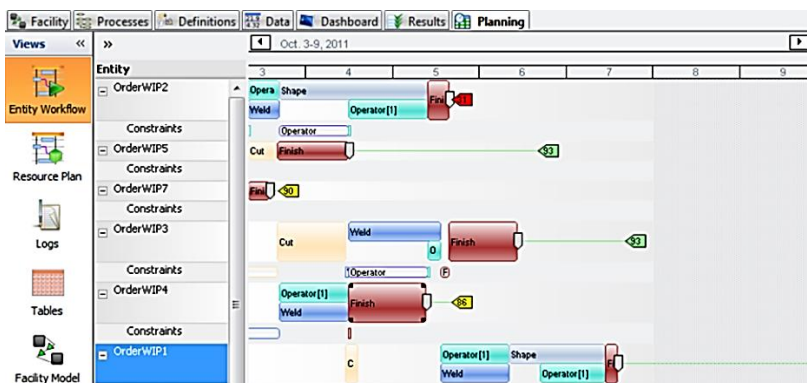 Facility Processes Definitions Data Dashboard Results Planning
Views « » Oct. 3-9, 2011
Entity 3 4 5 6 7 8 9
OrderWIP2 Opera Shape
Fini 11
Weld Operator[1]
Entity Workflow
Constraints Operator
OrderWIP5 Cut Finish 93
Constraints
Resource Plan
OrderWIP7 Fini 90
Constraints
OrderWIP3 Weld
Cut Finish 93
O
Logs
Constraints Operator F
OrderWIP4 Operator[1]
Finish 86
Weld
Tables
Constraints
OrderWIP1 Operator[1] Shape
C F
Weld Operator[1]
Facility Model